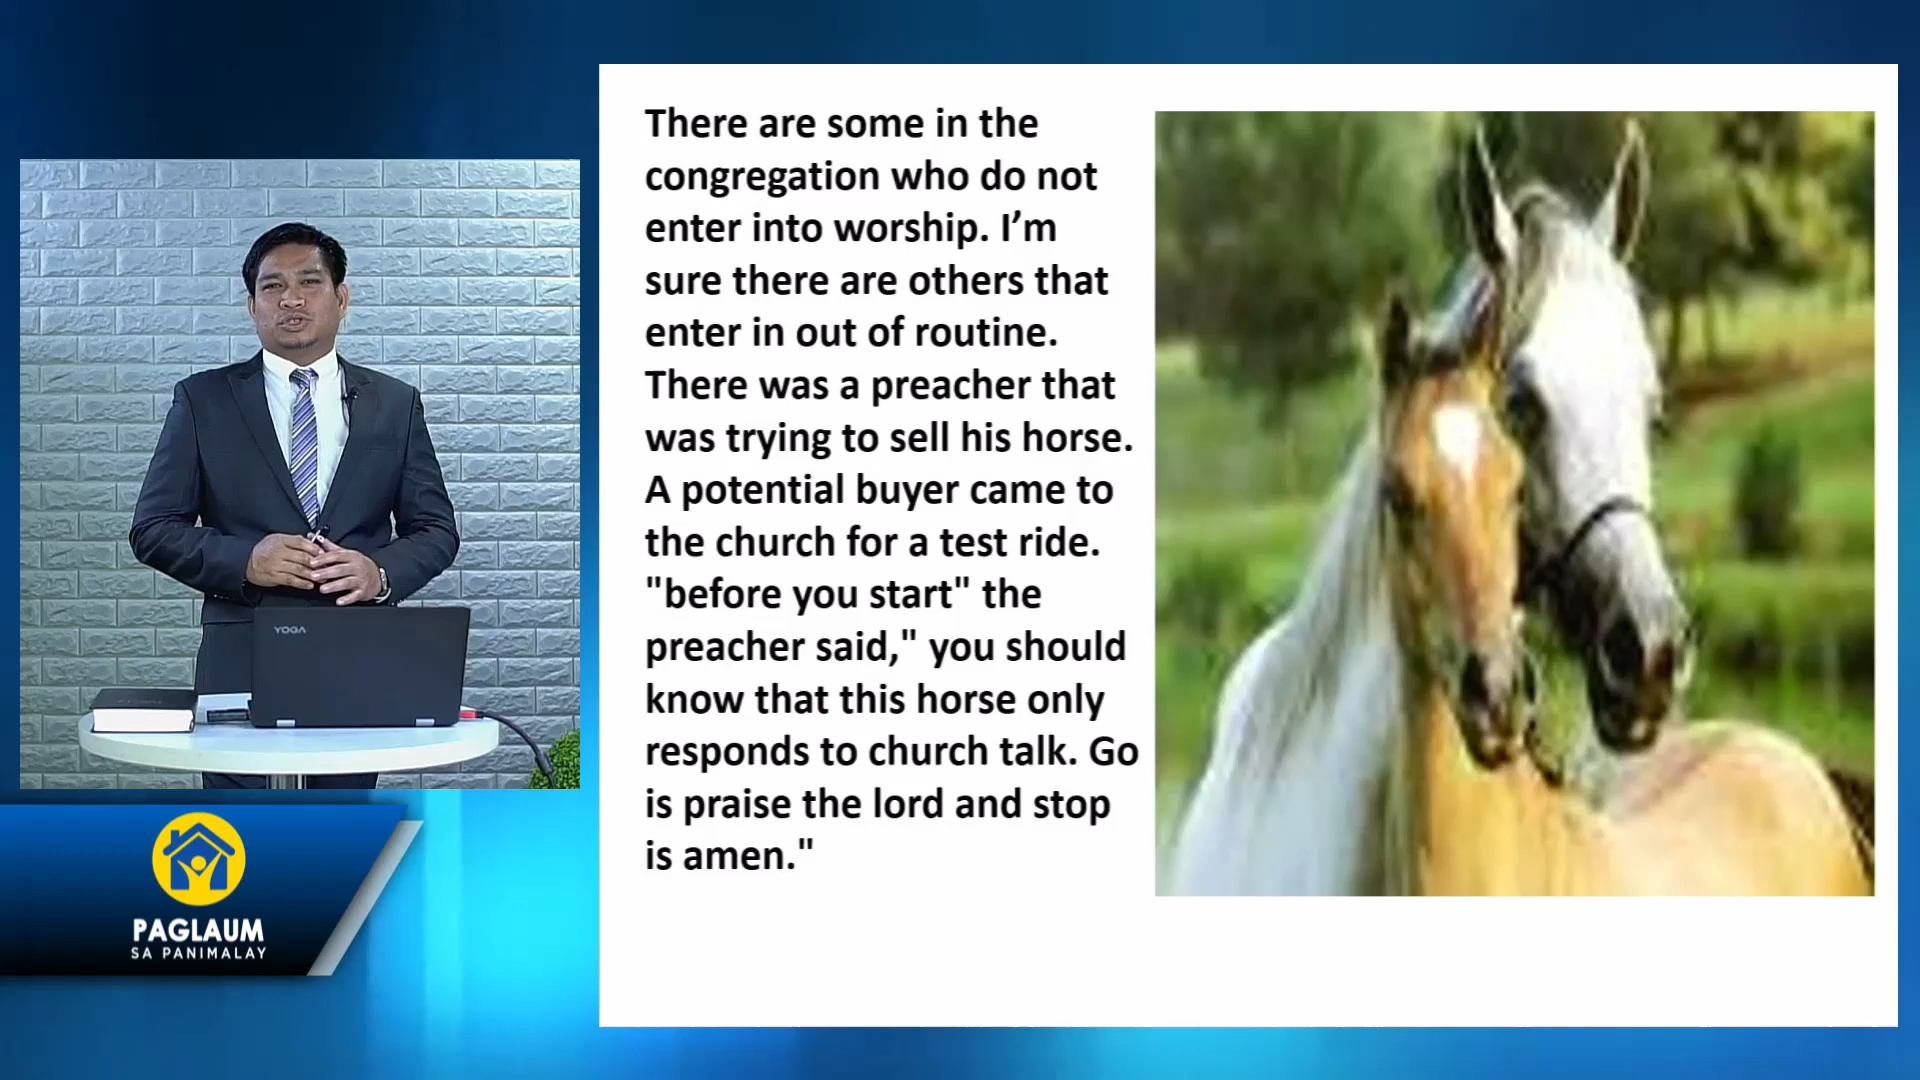 There are some in the
congregation who do not
enter into worship. I’m
sure there are others that
enter in out of routine.
There was a preacher that
was trying to sell his horse.
A potential buyer came to
the church for a test ride.
"before you start" the
preacher said," you should
know that this horse only
responds to church talk. Go
is praise the lord and stop
is amen."
YOGA
PAGLAUM
SA PANIMALAY